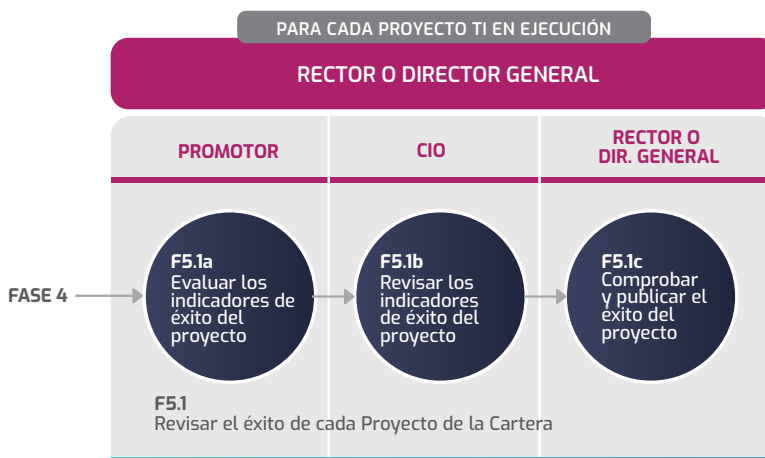 PARA CADA PROYECTO TI EN EJECUCIÓN
RECTOR O DIRECTOR GENERAL
PROMOTOR
CIO
RECTOR O
DIR. GENERAL
FASE 4
F5.1a
Evaluar los
indicadores de
éxito del
proyecto
F5.1b
Revisar los
indicadores
de éxito del
proyecto
F5.1c
Comprobar
y publicar el
éxito del
proyecto
F5.1
Revisar el éxito de cada Proyecto de la Cartera